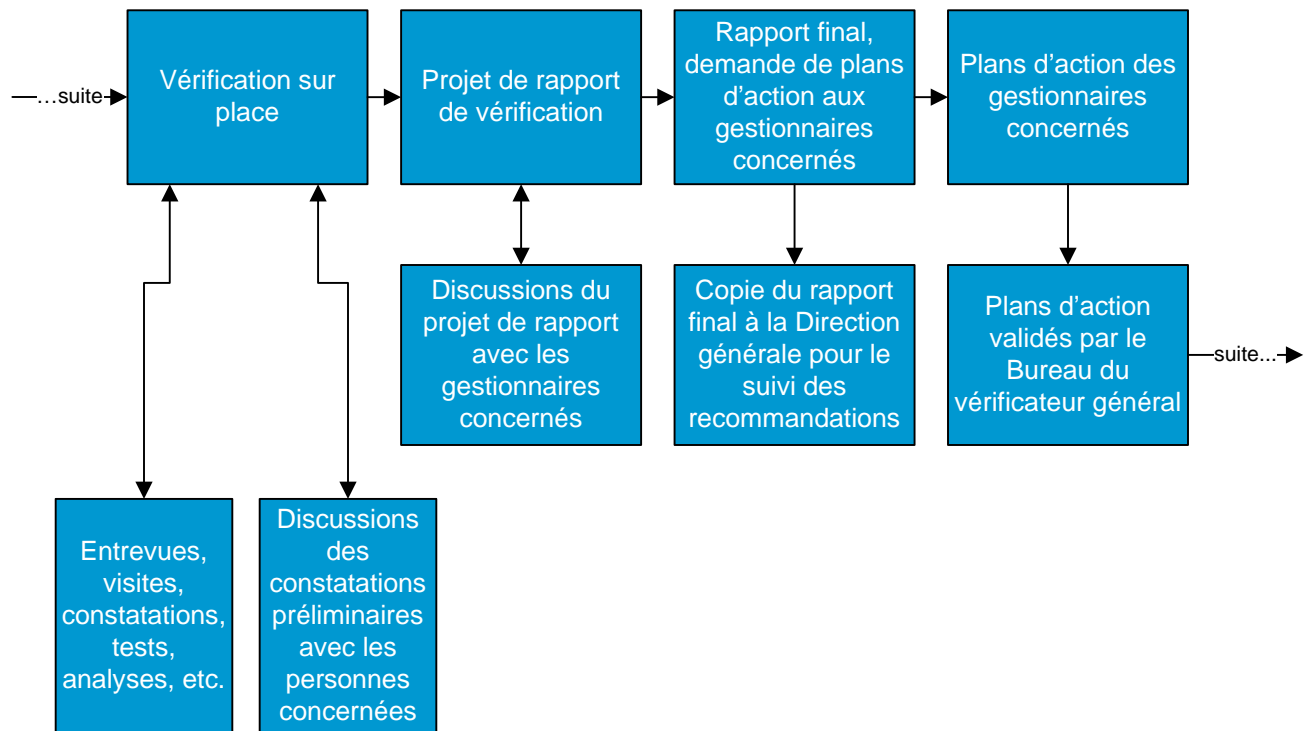 …suite
Vérification sur
place
Projet de rapport
de vérification
Rapport final,
demande de plans
d’action aux
gestionnaires
concernés
Plans d’action des
gestionnaires
concernés
Discussions du
projet de rapport
avec les
gestionnaires
concernés
Copie du rapport
final à la Direction
générale pour le
suivi des
recommandations
Plans d’action
validés par le
Bureau du
vérificateur général
suite...
Entrevues,
visites,
constatations,
tests,
analyses, etc.
Discussions
des
constatations
préliminaires
avec les
personnes
concernées